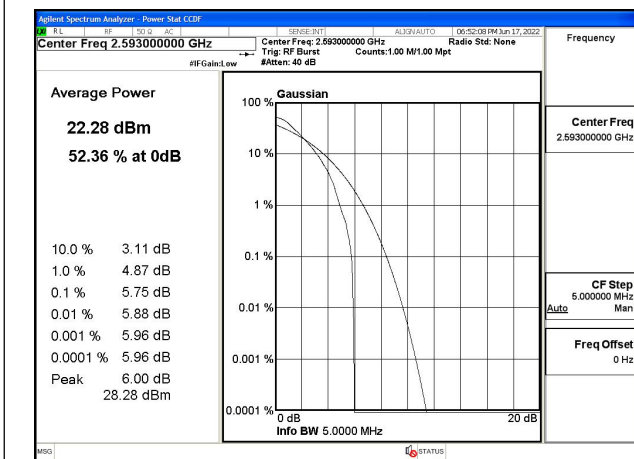 Agilent Spectrum Analyzer - Power Stat CCDF
RL RF 50 Ω AC SENSE:INT ALIGN AUTO 06:52:08 PM Jun 17, 2022
Center Freq 2.593000000 GHz
Center Freq: 2.593000000 GHz Radio Std: None
Trig: RF Burst Counts:1.00 M/1.00 Mpt
#IFGain:Low #Atten: 40 dB
Frequency
Average Power
22.28 dBm
52.36 % at 0dB
10.0 % 3.11 dB
1.0 % 4.87 dB
0.1 % 5.75 dB
0.01 % 5.88 dB
0.001 % 5.96 dB
0.0001 % 5.96 dB
Peak 6.00 dB
28.28 dBm
Gaussian
100 %
10 %
1 %
0.1 %
0.01 %
0.001 %
0.0001 %
0 dB 20 dB
Info BW 5.0000 MHz
Center Freq
2.593000000 GHz
CF Step
5.000000 MHz
Auto Man
Freq Offset
0 Hz
MSG STATUS